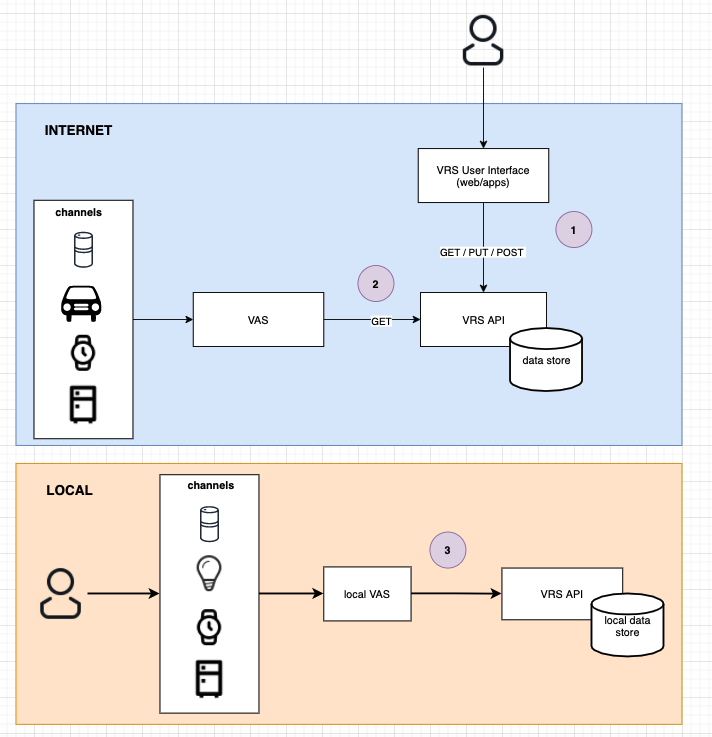 INTERNET
VRS User Interface
(web/apps)
channels
1
GET / PUT / POST
2
VAS
GET
VRS API
data store
LOCAL
channels
3
local VAS
VRS API
local data
store